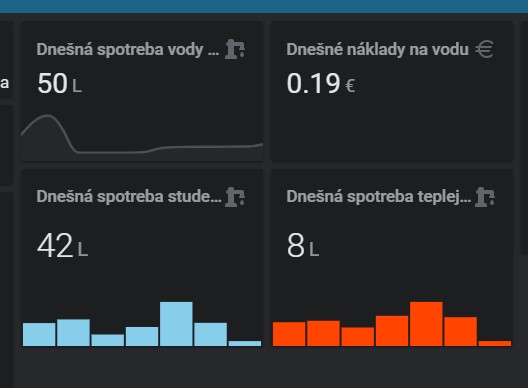 Dnešná spotreba vody ...
50 L
Dnešné náklady na vodu €
0.19 €
a
Dnešná spotreba stude...
42 L
Dnešná spotreba teplej...
8 L